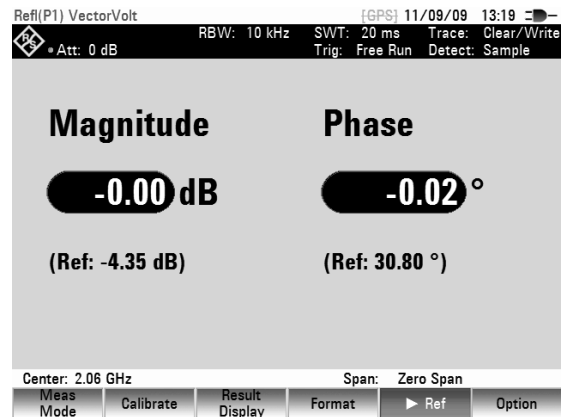 Refl(P1) VectorVolt [GPS] 11/09/09 13:19
R&S • Att: 0 dB RBW: 10 kHz SWT: 20 ms Trace: Clear/Write
Trig: Free Run Detect: Sample
Magnitude Phase
-0.00 dB -0.02 °
(Ref: -4.35 dB) (Ref: 30.80 °)
Center: 2.06 GHz Span: Zero Span
Meas Mode Calibrate Result Display Format ▶ Ref Option